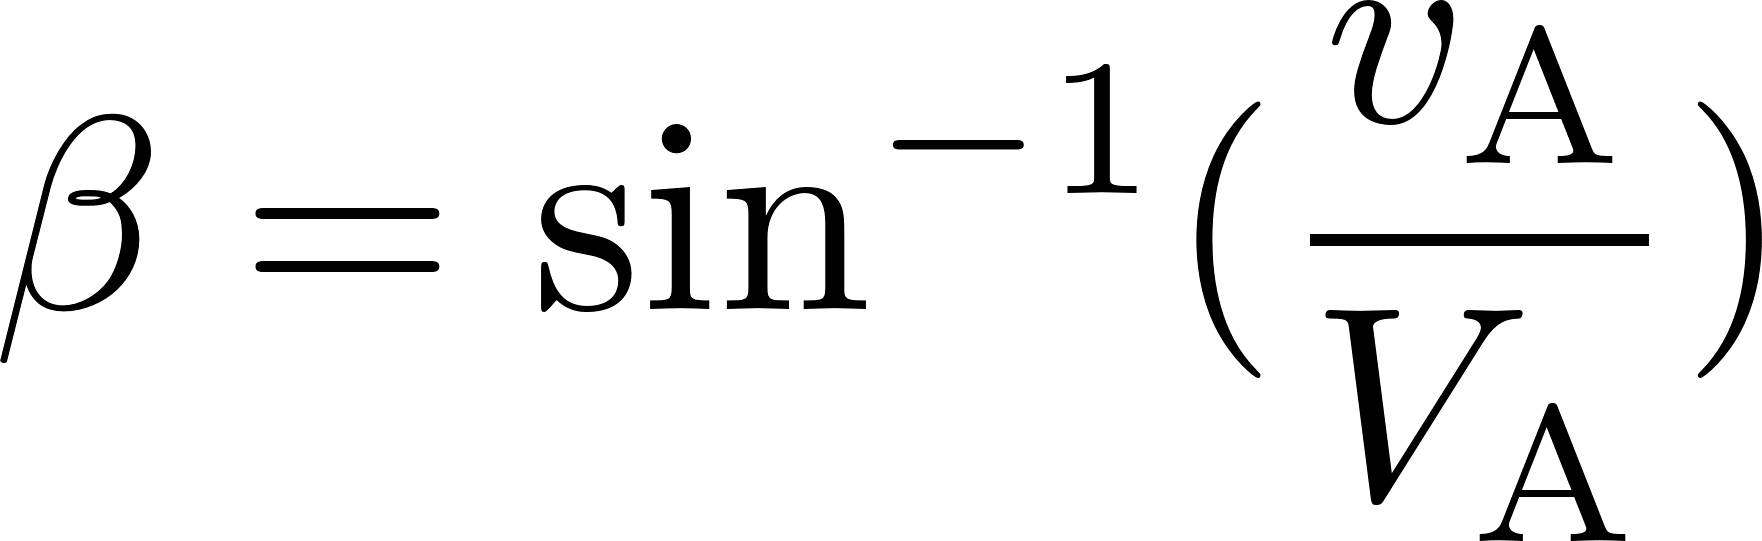 β = sin⁻¹(v_A / V_A)